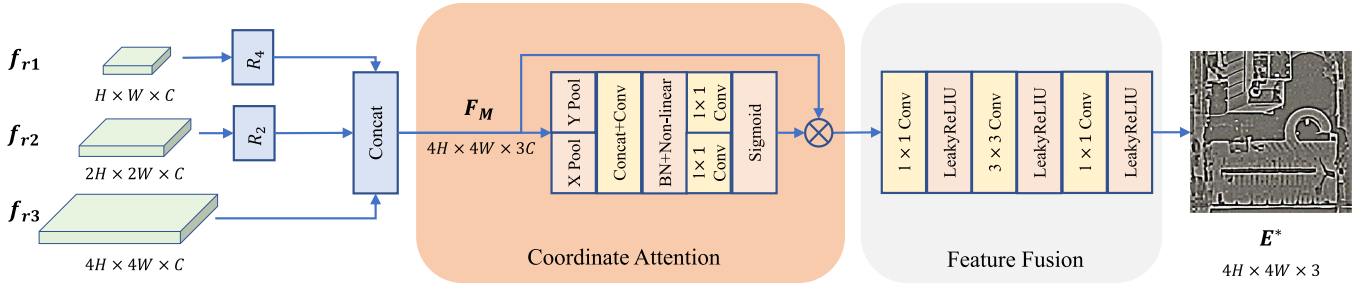 f_r1
H × W × C
R_4
f_r2
2H × 2W × C
R_2
f_r3
4H × 4W × C
Concat
F_M
4H × 4W × 3C
X Pool
Y Pool
Concat+Conv
BN+Non-linear
1×1
Conv
1×1
Conv
Sigmoid
Coordinate Attention
1 × 1 Conv
LeakyReLIU
3 × 3 Conv
LeakyReLIU
1 × 1 Conv
LeakyReLIU
Feature Fusion
E*
4H × 4W × 3